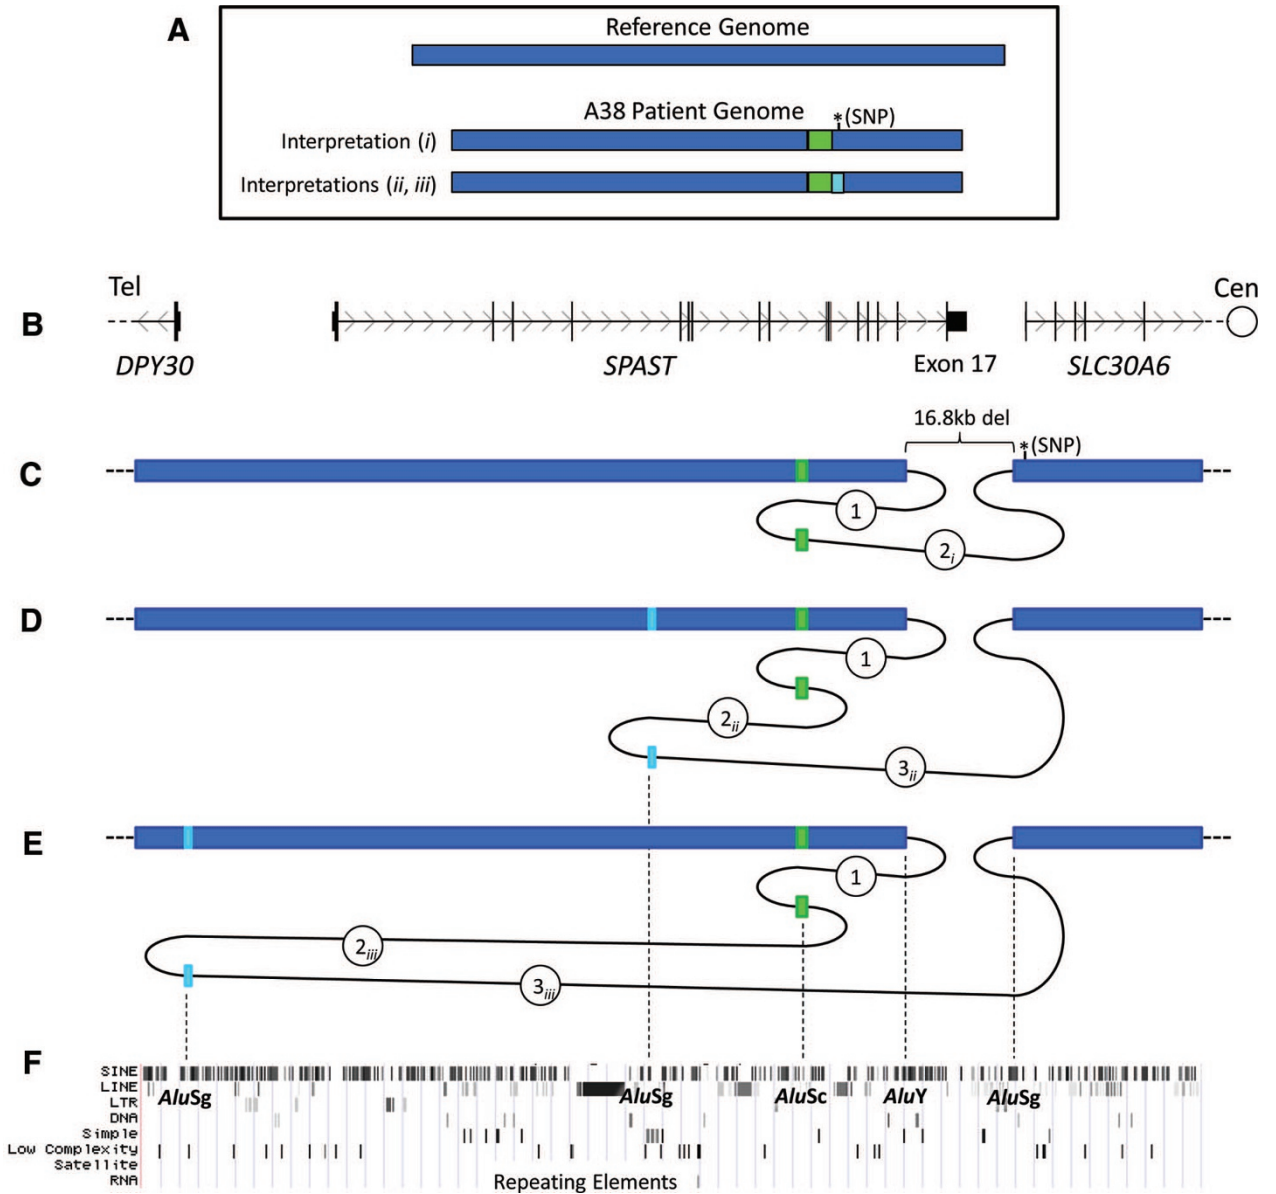 A
Reference Genome
A38 Patient Genome
*(SNP)
Interpretation (i)
Interpretations (ii, iii)
B
Tel
Cen
DPY30
SPAST
Exon 17
SLC30A6
16.8kb del
C
*(SNP)
1
2i
D
1
2ii
3ii
E
1
2iii
3iii
F
SINE
LINE
AluSg
AluSg
AluSc
AluY
AluSg
LTR
DNA
Simple
Low Complexity
Satellite
RNA
Repeating Elements